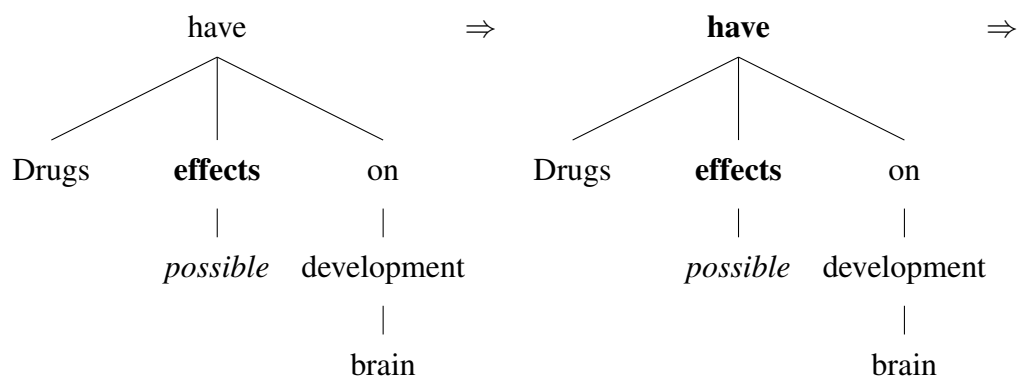 have ⇒ have ⇒
Drugs effects on Drugs effects on
possible development possible development
brain brain